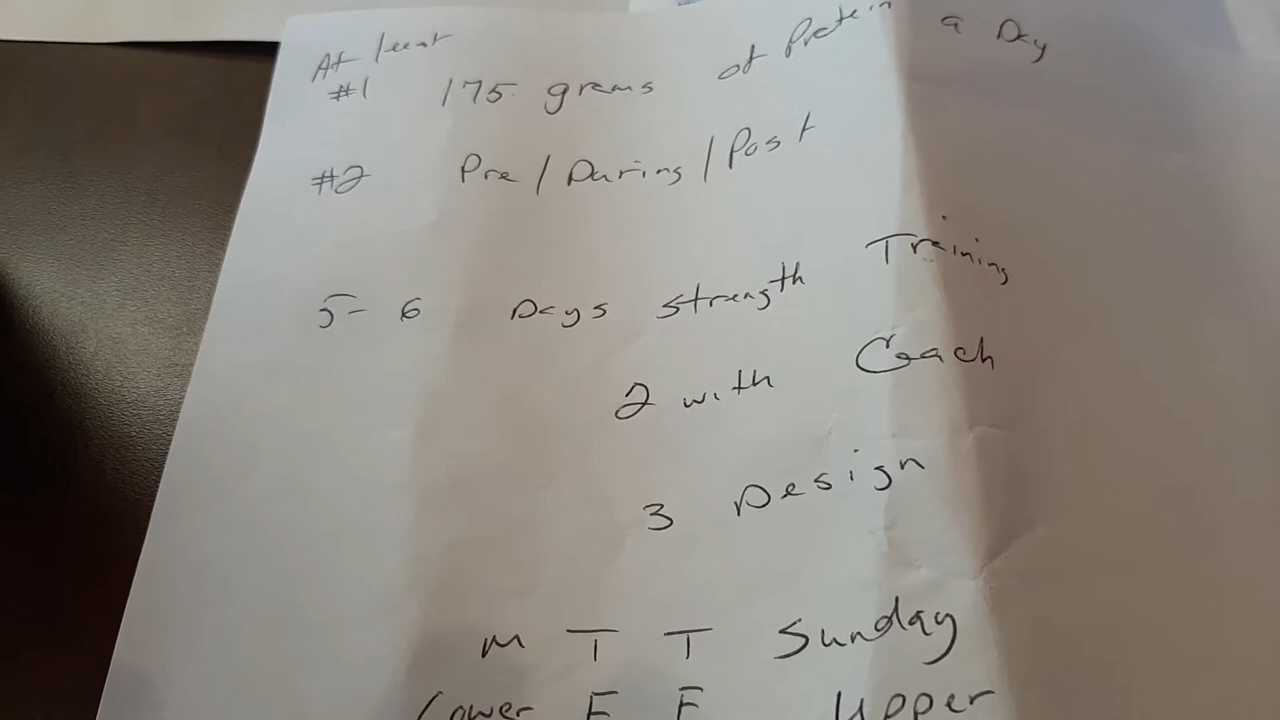 At least
#1 175 grams of Protein a Day
#2 Pre / During / Post
5-6 Days Strength Training
2 with Coach
3 Design
M T T Sunday
Lower F F Upper